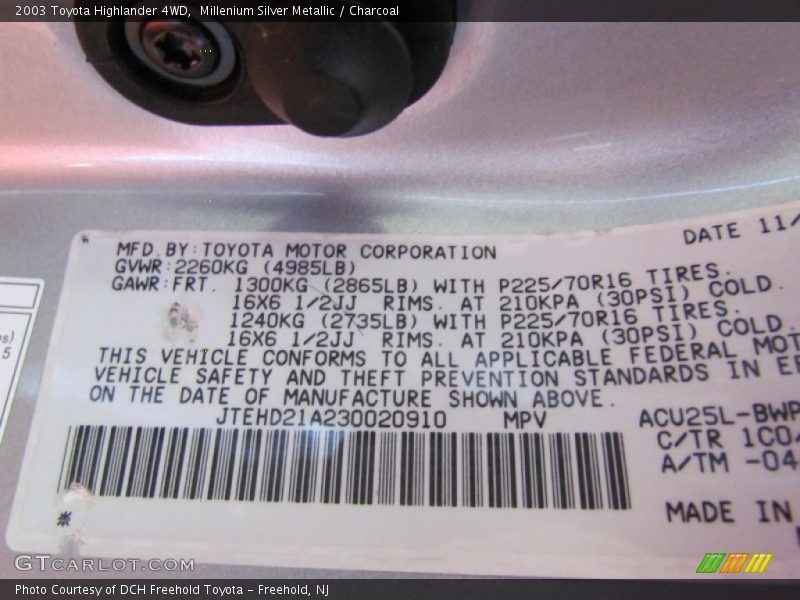 2003 Toyota Highlander 4WD,  Millenium Silver Metallic / Charcoal
DATE 11/
MFD.BY:TOYOTA MOTOR CORPORATION
GVWR:2260KG (4985LB)
GAWR:FRT. 1300KG (2865LB) WITH P225/70R16 TIRES.
16X6 1/2JJ RIMS. AT 210KPA (30PSI) COLD.
1240KG (2735LB) WITH P225/70R16 TIRES.
16X6 1/2JJ RIMS. AT 210KPA (30PSI) COLD.
THIS VEHICLE CONFORMS TO ALL APPLICABLE FEDERAL MOT
VEHICLE SAFETY AND THEFT PREVENTION STANDARDS IN EF
ON THE DATE OF MANUFACTURE SHOWN ABOVE.
JTEHD21A230020910 MPV ACU25L-BWP
C/TR 1C0/
A/TM -04
MADE IN
*
*
s)
5
GTCARLOT.COM
Photo Courtesy of DCH Freehold Toyota - Freehold, NJ